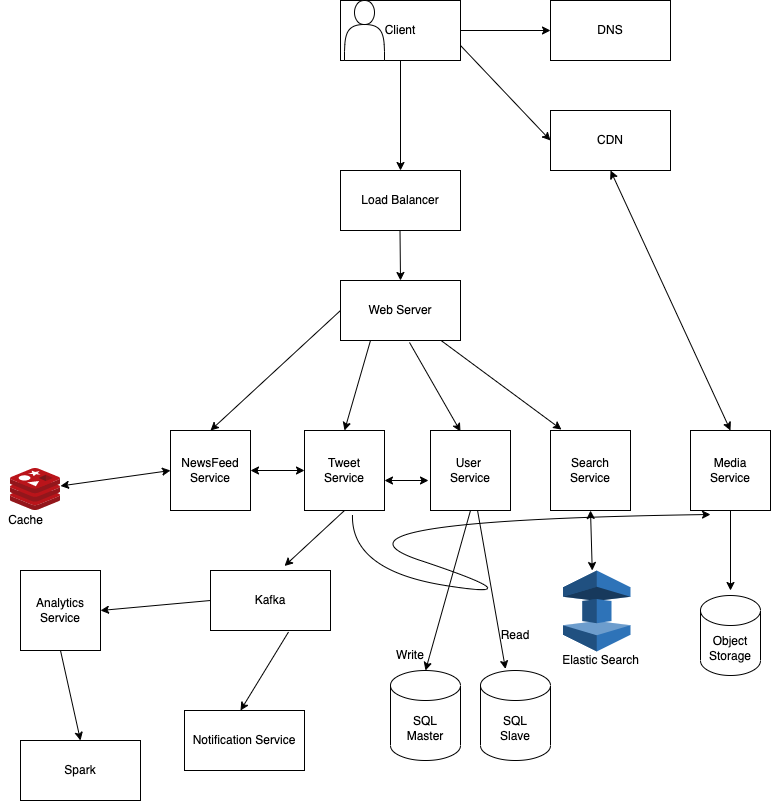 Client
DNS
CDN
Load Balancer
Web Server
NewsFeed
Service
Tweet
Service
User
Service
Search
Service
Media
Service
Cache
Analytics
Service
Kafka
Write
Read
Elastic Search
Object
Storage
SQL
Master
SQL
Slave
Notification Service
Spark